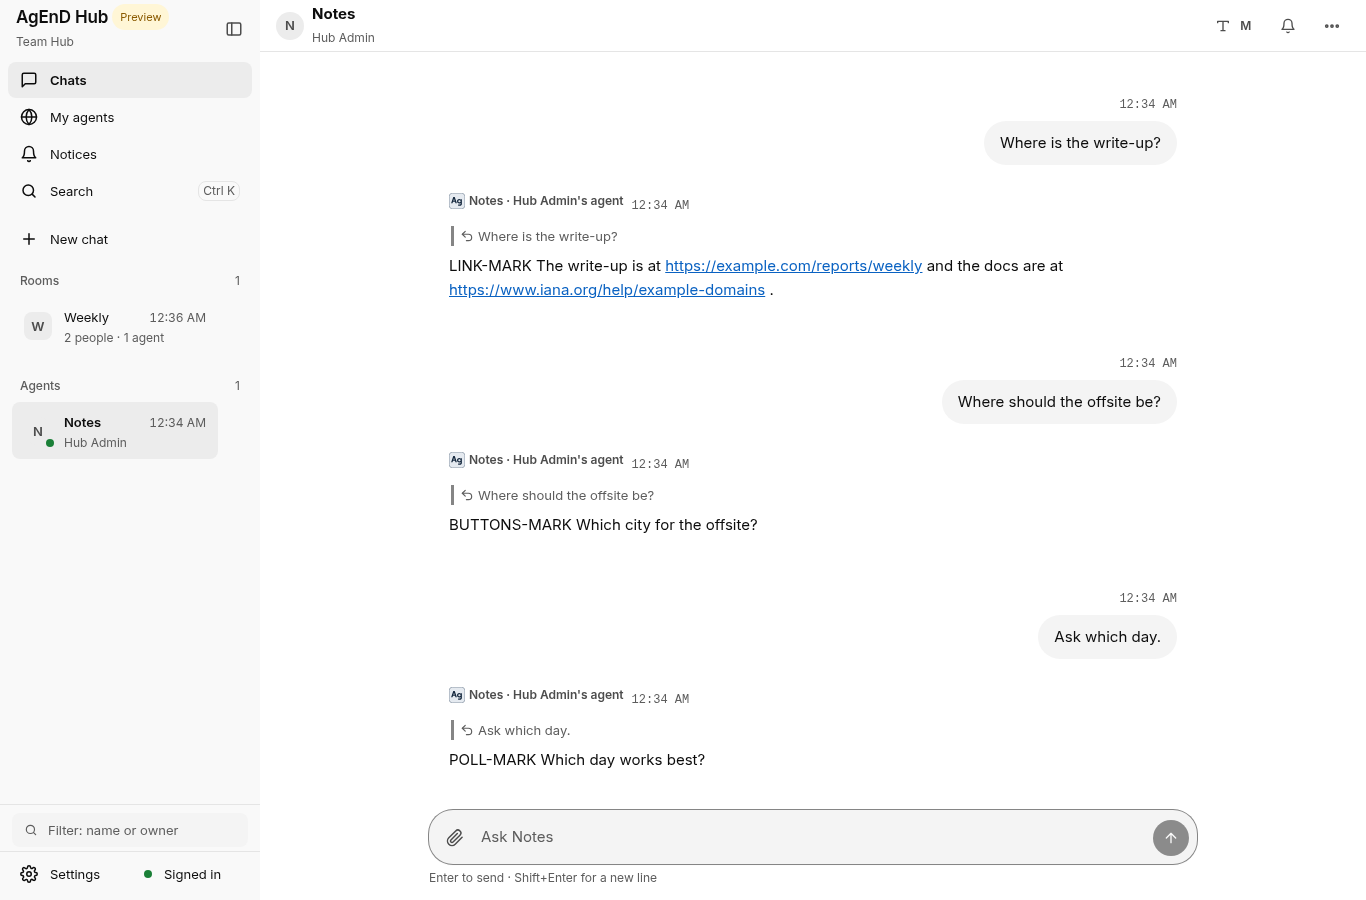 AgEnD Hub Preview
Team Hub
Chats
My agents
Notices
Search Ctrl K
New chat
Rooms 1
W Weekly 12:36 AM
2 people · 1 agent
Agents 1
N Notes 12:34 AM
Hub Admin
Filter: name or owner
Settings Signed in
N Notes
Hub Admin
T M
12:34 AM
Where is the write-up?
Ag Notes · Hub Admin's agent 12:34 AM
Where is the write-up?
LINK-MARK The write-up is at https://example.com/reports/weekly and the docs are at
https://www.iana.org/help/example-domains .
12:34 AM
Where should the offsite be?
Ag Notes · Hub Admin's agent 12:34 AM
Where should the offsite be?
BUTTONS-MARK Which city for the offsite?
12:34 AM
Ask which day.
Ag Notes · Hub Admin's agent 12:34 AM
Ask which day.
POLL-MARK Which day works best?
Ask Notes
Enter to send · Shift+Enter for a new line